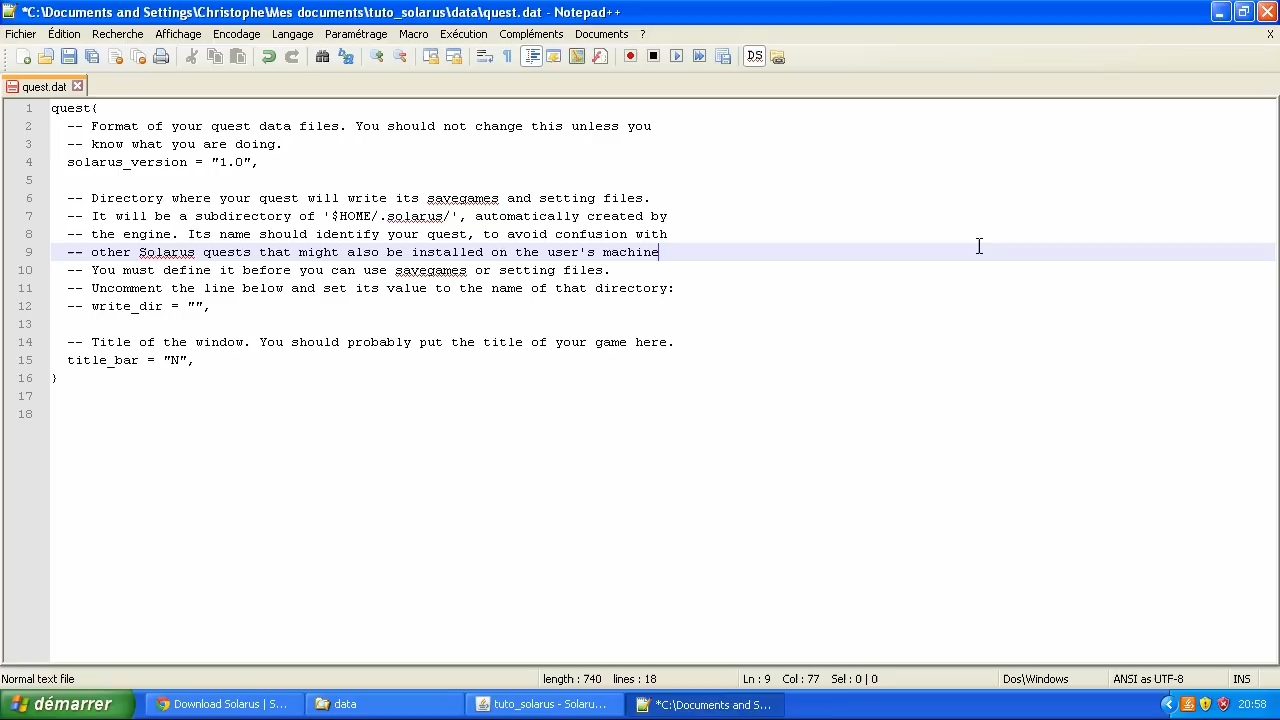 *C:\Documents and Settings\Christophe\Mes documents\tuto_solarus\data\quest.dat - Notepad++
Fichier Édition Recherche Affichage Encodage Langage Paramétrage Macro Exécution Compléments Documents ? X
quest.dat
1 quest{
2 -- Format of your quest data files. You should not change this unless you
3 -- know what you are doing.
4 solarus_version = "1.0",
5
6 -- Directory where your quest will write its savegames and setting files.
7 -- It will be a subdirectory of '$HOME/.solarus/', automatically created by
8 -- the engine. Its name should identify your quest, to avoid confusion with
9 -- other Solarus quests that might also be installed on the user's machine
10 -- You must define it before you can use savegames or setting files.
11 -- Uncomment the line below and set its value to the name of that directory:
12 -- write_dir = "",
13
14 -- Title of the window. You should probably put the title of your game here.
15 title_bar = "N",
16 }
17
18
Normal text file length : 740 lines : 18 Ln : 9 Col : 77 Sel : 0 | 0 Dos\Windows ANSI as UTF-8 INS
démarrer Download Solarus | S... data tuto_solarus - Solaru... *C:\Documents and S... 20:58